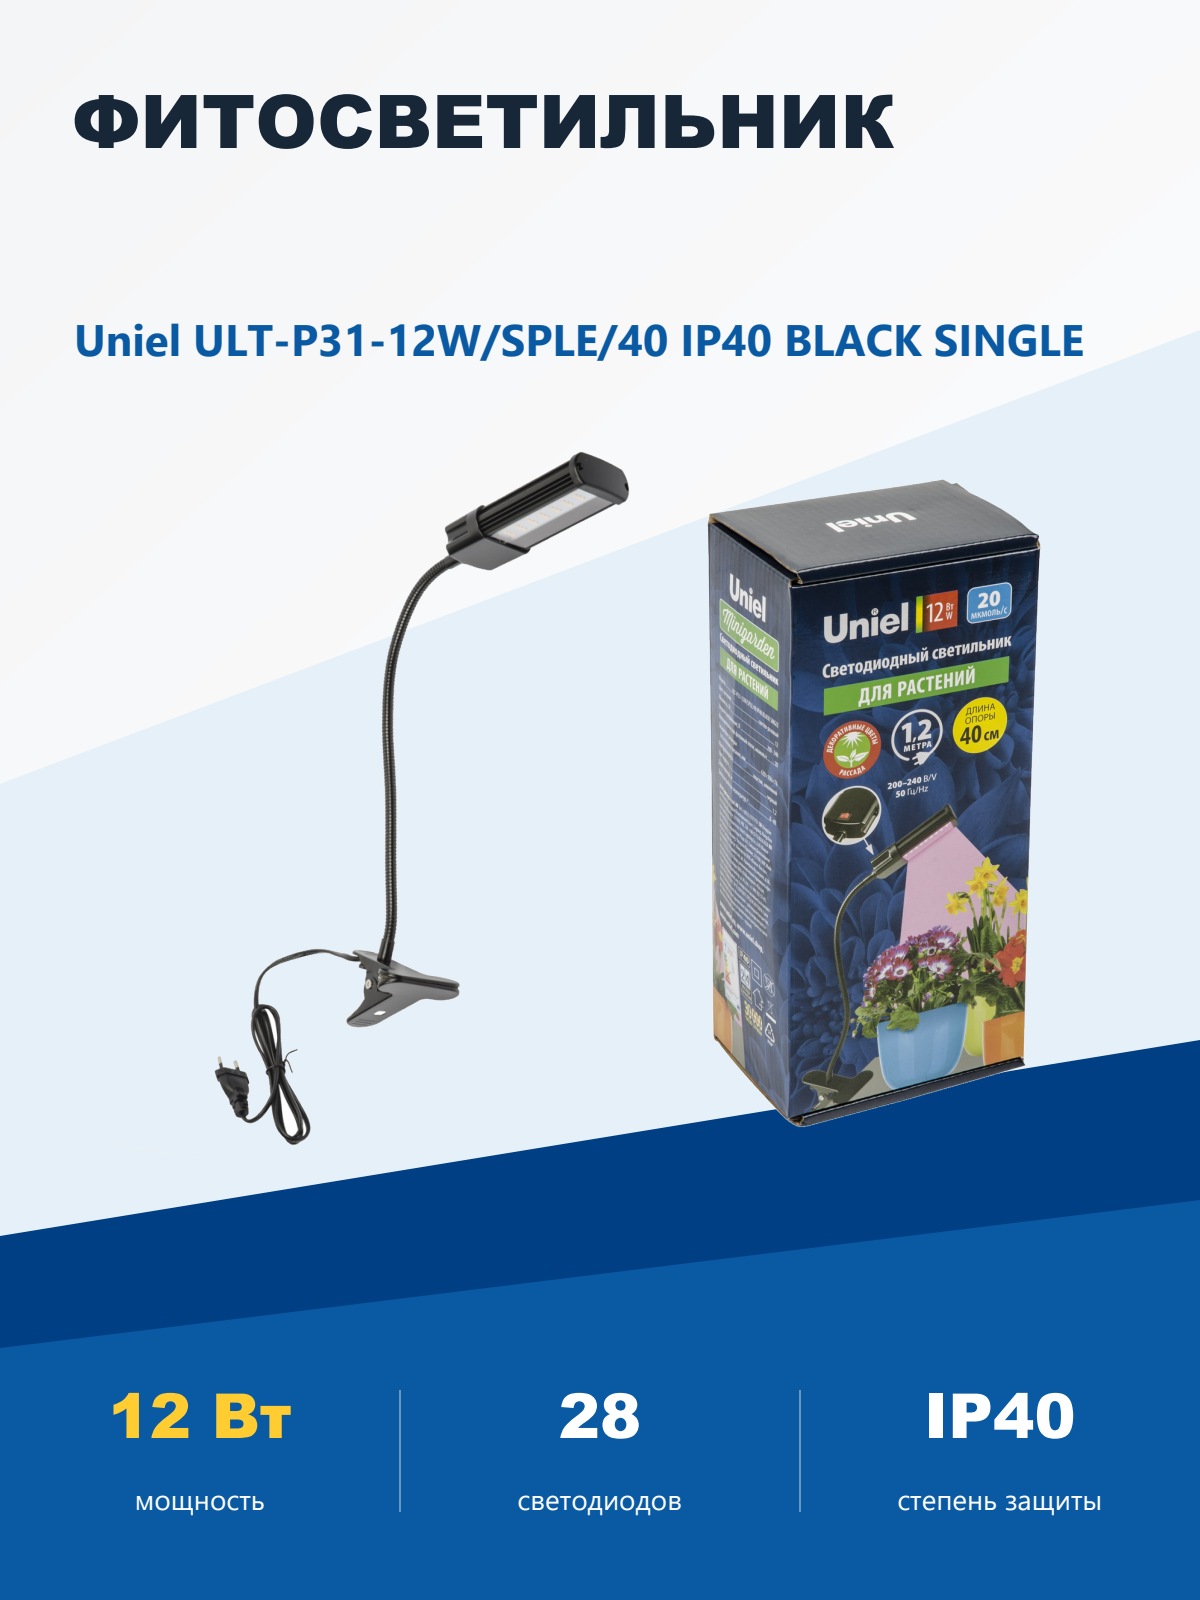 ФИТОСВЕТИЛЬНИК
Uniel ULT-P31-12W/SPLE/40 IP40 BLACK SINGLE
Uniel
Uniel
Minigarden
Светодиодный светильник
ДЛЯ РАСТЕНИЙ
Uniel 12 Вт W
20 мкмоль/с
Светодиодный светильник
ДЛЯ РАСТЕНИЙ
ДЕКОРАТИВНЫЕ ЦВЕТЫ
РАССАДА
1,2 МЕТРА
ДЛИНА ОПОРЫ 40 см
200–240 В/V
50 Гц/Hz
12 Вт
28
IP40
мощность
светодиодов
степень защиты